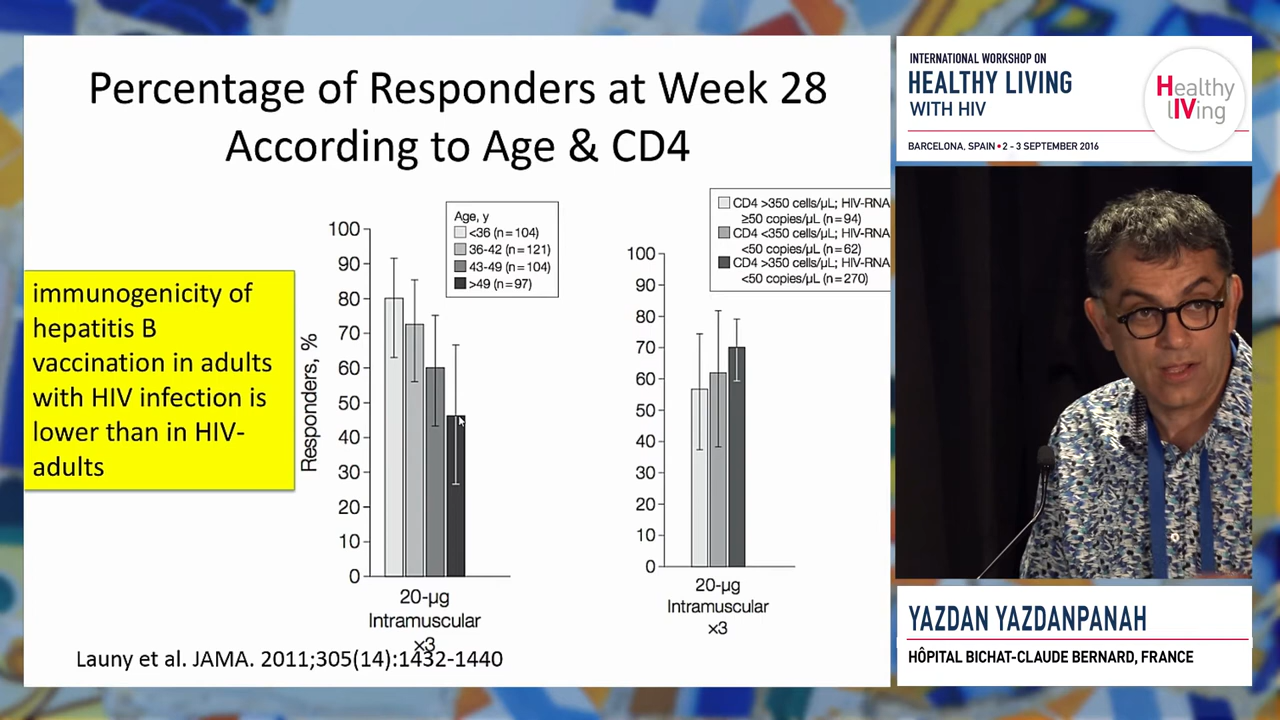 Percentage of Responders at Week 28
According to Age & CD4
immunogenicity of
hepatitis B
vaccination in adults
with HIV infection is
lower than in HIV-
adults
Responders, %
100
90
80
70
60
50
40
30
20
10
0
Age, y
<36 (n=104)
36-42 (n=121)
43-49 (n=104)
>49 (n=97)
20-µg
Intramuscular
×3
100
90
80
70
60
50
40
30
20
10
0
CD4 >350 cells/µL; HIV-RNA
≥50 copies/µL (n=94)
CD4 <350 cells/µL; HIV-RNA
<50 copies/µL (n=62)
CD4 >350 cells/µL; HIV-RNA
<50 copies/µL (n=270)
20-µg
Intramuscular
×3
Launy et al. JAMA. 2011;305(14):1432-1440
INTERNATIONAL WORKSHOP ON
HEALTHY LIVING
WITH HIV
BARCELONA, SPAIN • 2 - 3 SEPTEMBER 2016
Healthy
lIVing
YAZDAN YAZDANPANAH
HÔPITAL BICHAT-CLAUDE BERNARD, FRANCE